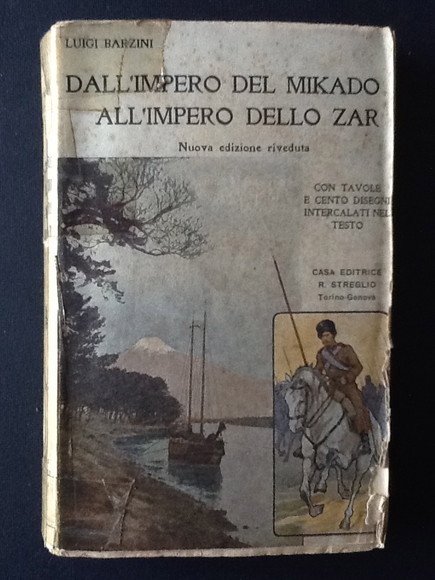 LUIGI BARZINI
DALL'IMPERO DEL MIKADO
ALL'IMPERO DELLO ZAR
Nuova edizione riveduta
CON TAVOLE
E CENTO DISEGNI
INTERCALATI NEL
TESTO
CASA EDITRICE
R. STREGLIO
Torino-Genova